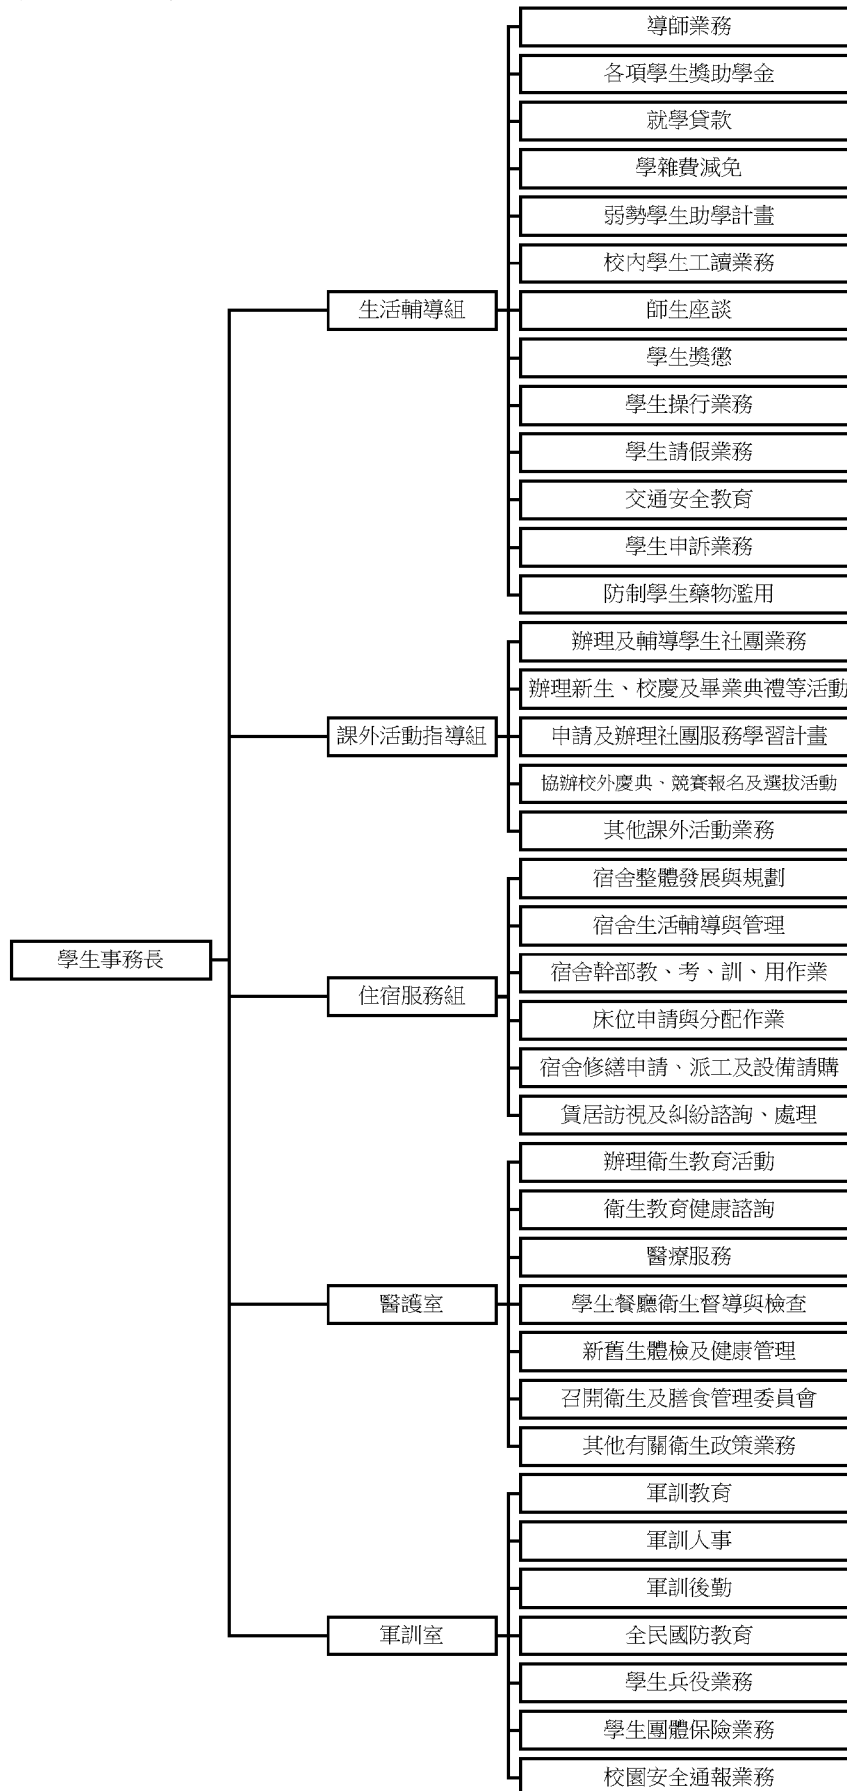 學生事務長
生活輔導組
導師業務
各項學生獎助學金
就學貸款
學雜費減免
弱勢學生助學計畫
校內學生工讀業務
師生座談
學生獎懲
學生操行業務
學生請假業務
交通安全教育
學生申訴業務
防制學生藥物濫用
課外活動指導組
辦理及輔導學生社團業務
辦理新生、校慶及畢業典禮等活動
申請及辦理社團服務學習計畫
協辦校外慶典、競賽報名及選拔活動
其他課外活動業務
住宿服務組
宿舍整體發展與規劃
宿舍生活輔導與管理
宿舍幹部教、考、訓、用作業
床位申請與分配作業
宿舍修繕申請、派工及設備請購
賃居訪視及糾紛諮詢、處理
醫護室
辦理衛生教育活動
衛生教育健康諮詢
醫療服務
學生餐廳衛生督導與檢查
新舊生體檢及健康管理
召開衛生及膳食管理委員會
其他有關衛生政策業務
軍訓室
軍訓教育
軍訓人事
軍訓後勤
全民國防教育
學生兵役業務
學生團體保險業務
校園安全通報業務